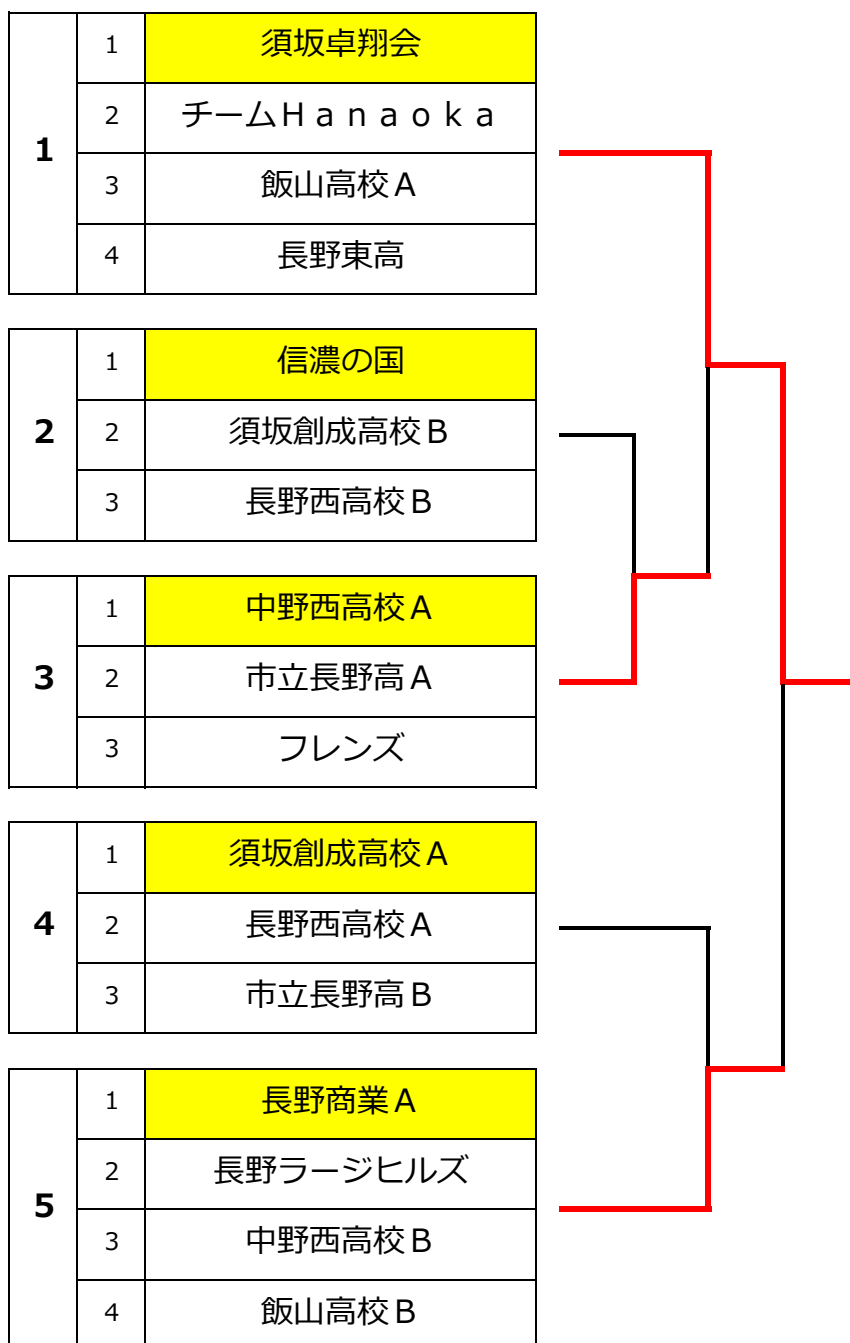 1
1 須坂卓翔会
2 チームＨａｎａｏｋａ
3 飯山高校Ａ
4 長野東高
2
1 信濃の国
2 須坂創成高校Ｂ
3 長野西高校Ｂ
3
1 中野西高校Ａ
2 市立長野高Ａ
3 フレンズ
4
1 須坂創成高校Ａ
2 長野西高校Ａ
3 市立長野高Ｂ
5
1 長野商業Ａ
2 長野ラージヒルズ
3 中野西高校Ｂ
4 飯山高校Ｂ